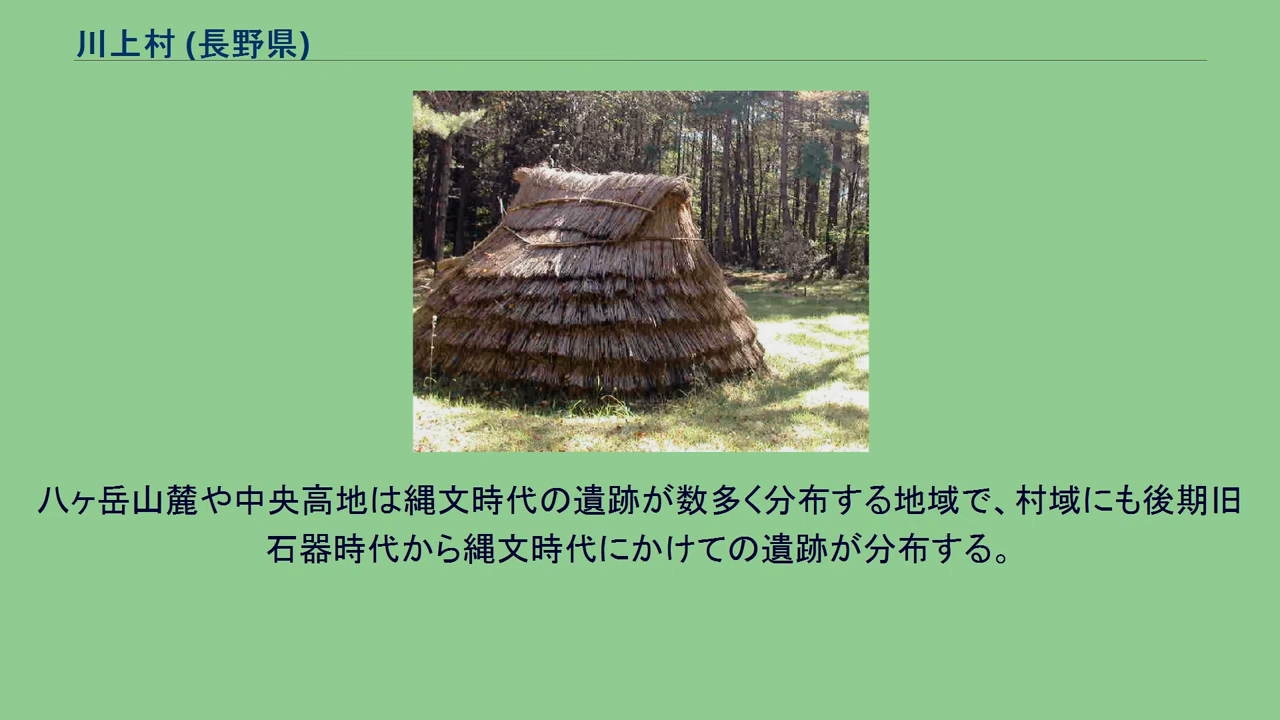 川上村 (長野県)
八ヶ岳山麓や中央高地は縄文時代の遺跡が数多く分布する地域で、村域にも後期旧
石器時代から縄文時代にかけての遺跡が分布する。